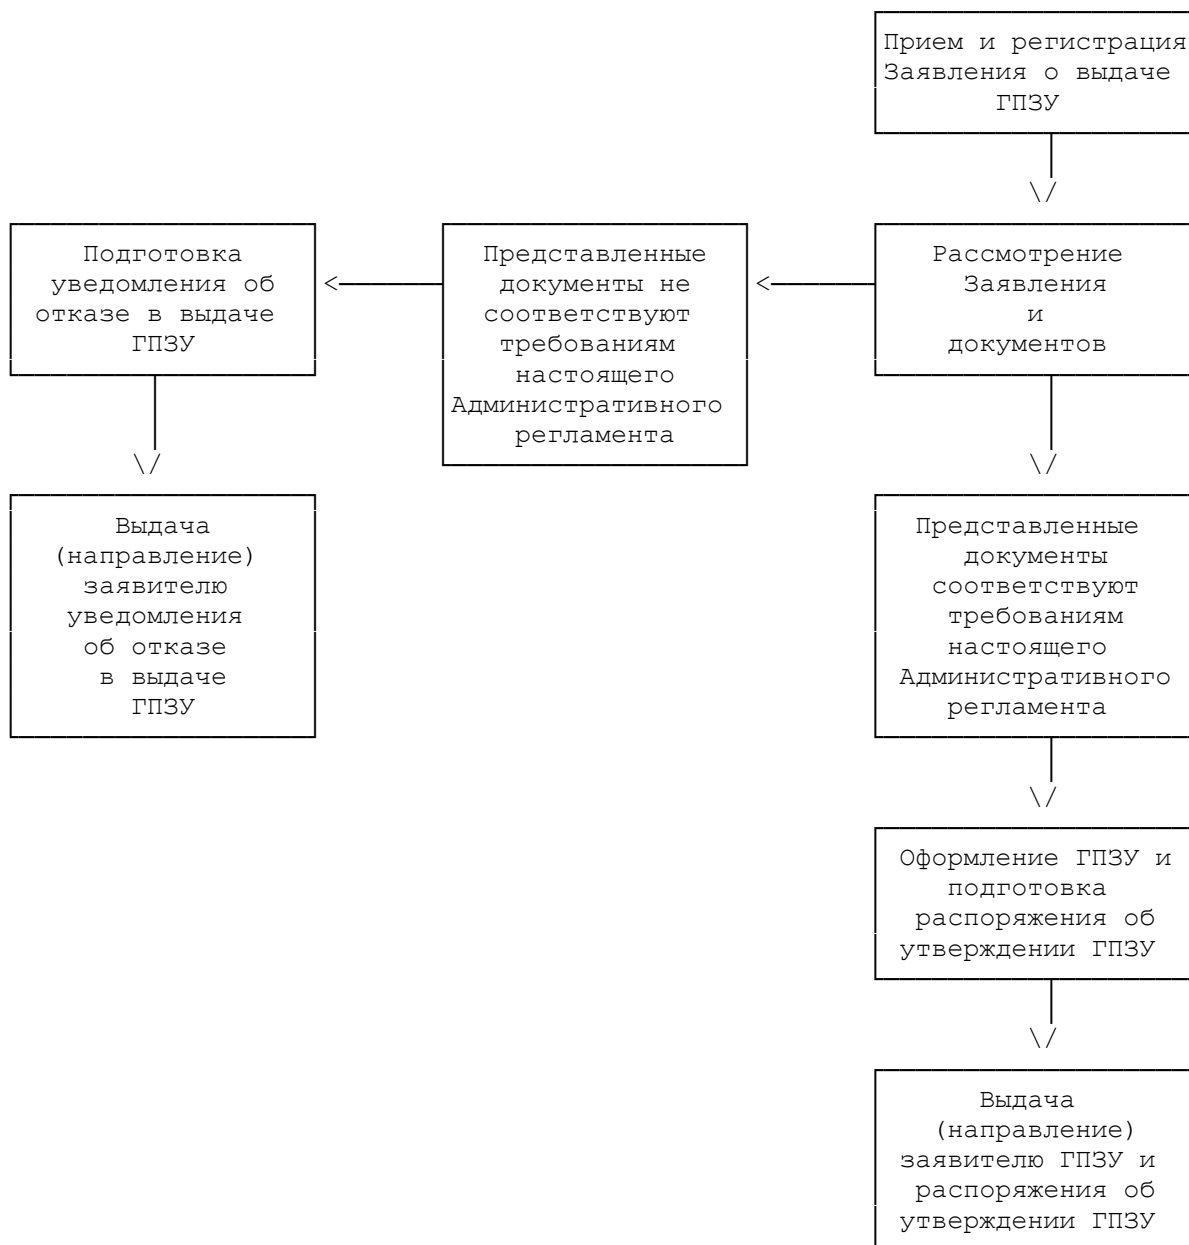 Прием и регистрация
Заявления о выдаче
ГПЗУ
Подготовка
уведомления об
отказе в выдаче
ГПЗУ
Представленные
документы не
соответствуют
требованиям
настоящего
Административного
регламента
Рассмотрение
Заявления
и
документов
Выдача
(направление)
заявителю
уведомления
об отказе
в выдаче
ГПЗУ
Представленные
документы
соответствуют
требованиям
настоящего
Административного
регламента
Оформление ГПЗУ и
подготовка
распоряжения об
утверждении ГПЗУ
Выдача
(направление)
заявителю ГПЗУ и
распоряжения об
утверждении ГПЗУ